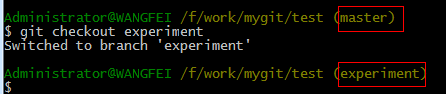 Administrator@WANGFEI /f/work/mygit/test (master)
$ git checkout experiment
Switched to branch 'experiment'
Administrator@WANGFEI /f/work/mygit/test (experiment)
$